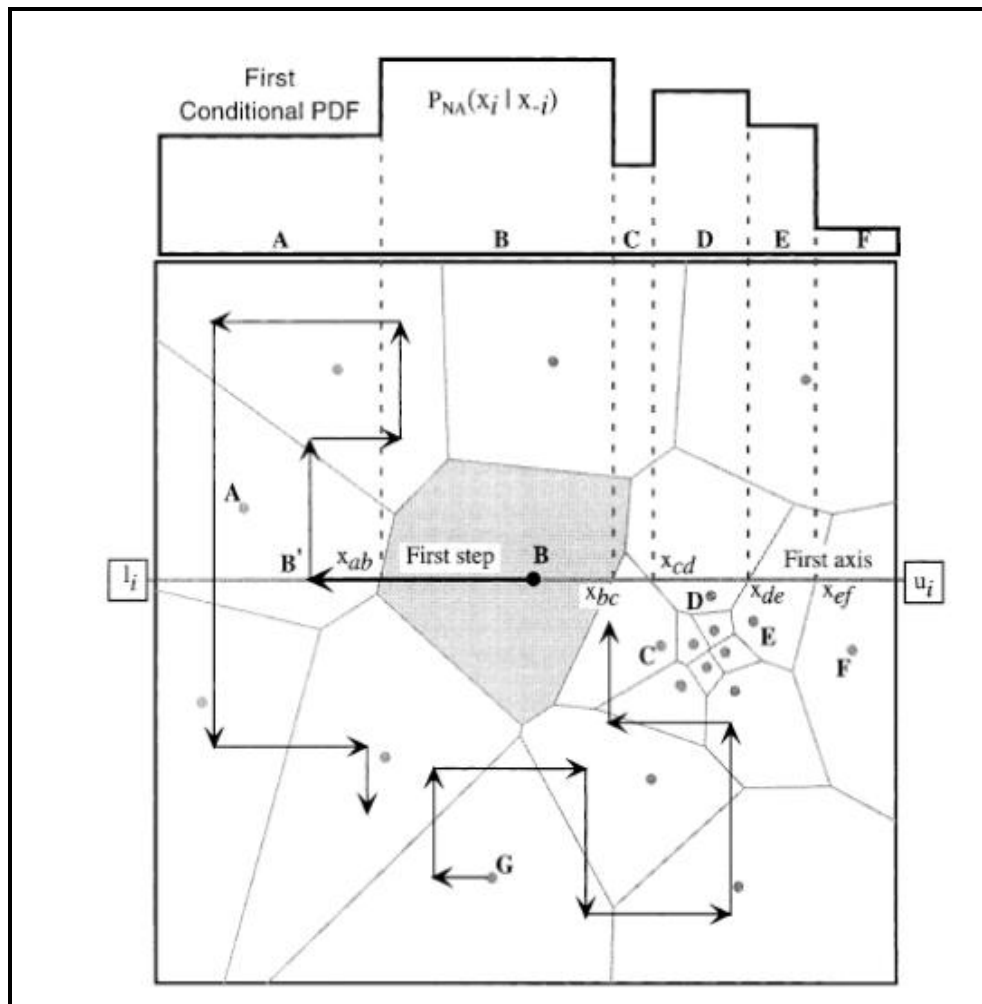 First
Conditional PDF
P_NA(x_i | x_-i)
A B C D E F
A
B' x_ab First step B x_cd First axis
l_i x_bc x_de x_ef u_i
D
E
C F
G